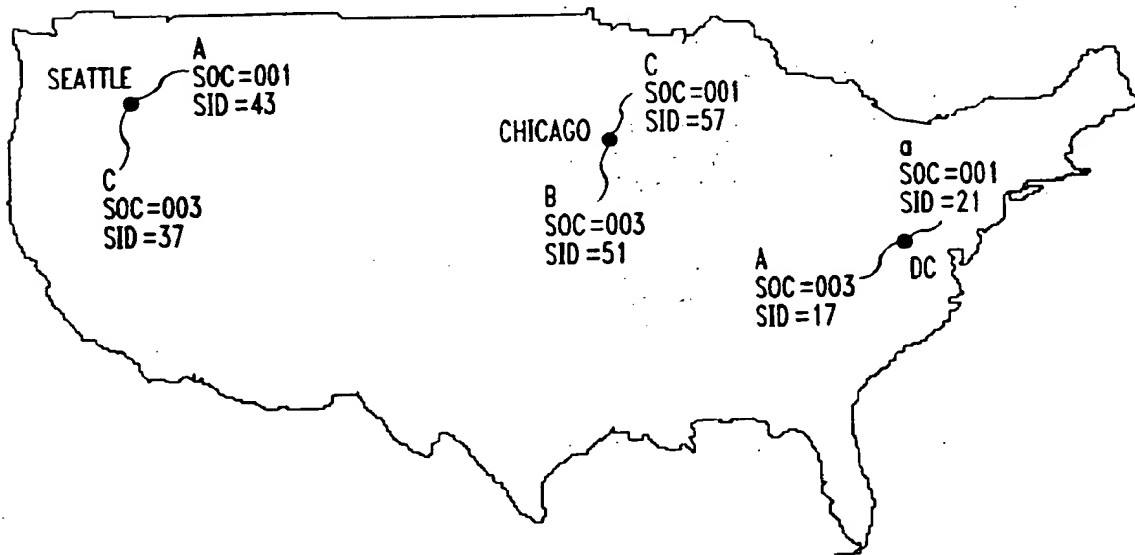 SEATTLE
A
SOC=001
SID=43
C
SOC=003
SID=37
CHICAGO
C
SOC=001
SID=57
B
SOC=003
SID=51
a
SOC=001
SID=21
DC
A
SOC=003
SID=17